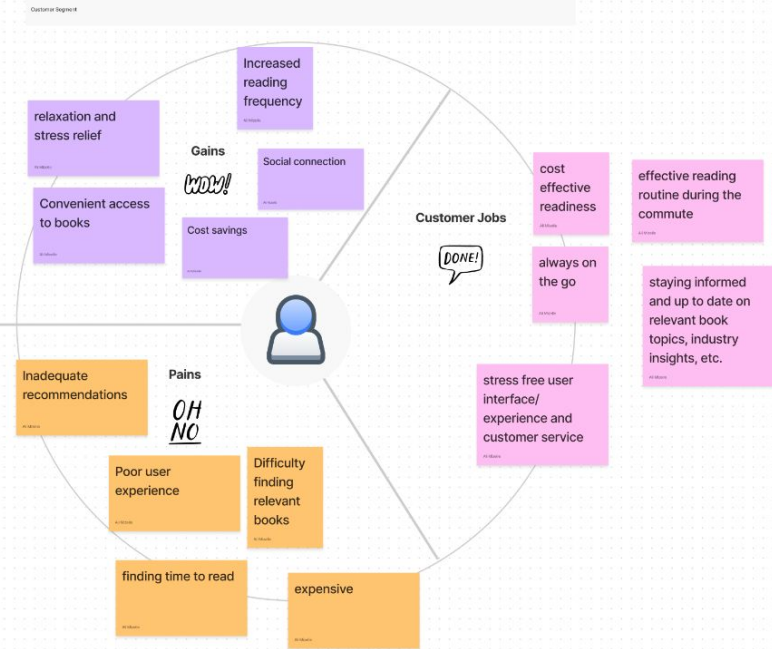 Customer Segment
Increased
reading
frequency
relaxation and
stress relief
Gains
WOW!
Social connection
Convenient access
to books
Cost savings
Customer Jobs
DONE!
cost
effective
readiness
effective reading
routine during the
commute
always on
the go
staying informed
and up to date on
relevant book
topics, industry
insights, etc.
stress free user
interface/
experience and
customer service
Inadequate
recommendations
Pains
OH
NO
Poor user
experience
Difficulty
finding
relevant
books
finding time to read
expensive